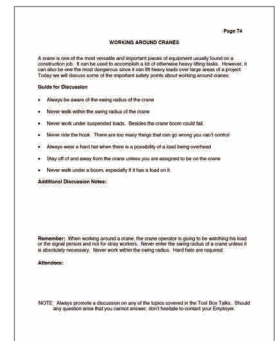 Page 74
WORKING AROUND CRANES
A crane is one of the most versatile and important pieces of equipment usually found on a
construction job. It can be used to accomplish a lot of otherwise heavy lifting tasks. However, it
can also be one the most dangerous since it can lift heavy loads over large areas of a project.
Today we will discuss some of the important safety points about working around cranes.
Guide for Discussion
• Always be aware of the swing radius of the crane
• Never walk within the swing radius of the crane
• Never work under suspended loads. Besides the crane boom could fail.
• Never ride the hook. There are too many things that can go wrong you can't control
• Always wear a hard hat when there is a possibility of a load being overhead
• Stay off of and away from the crane unless you are assigned to be on the crane
• Never walk under a boom, especially if it has a load on it.
Additional Discussion Notes:
Remember: When working around a crane, the crane operator is going to be watching his load
or the signal person and not for stray workers. Never enter the swing radius of a crane unless it
is absolutely necessary. Never work within the swing radius. Hard hats are required.
Attendees:
NOTE: Always promote a discussion on any of the topics covered in the Tool Box Talks. Should
any question arise that you cannot answer, don't hesitate to contact your Employer.